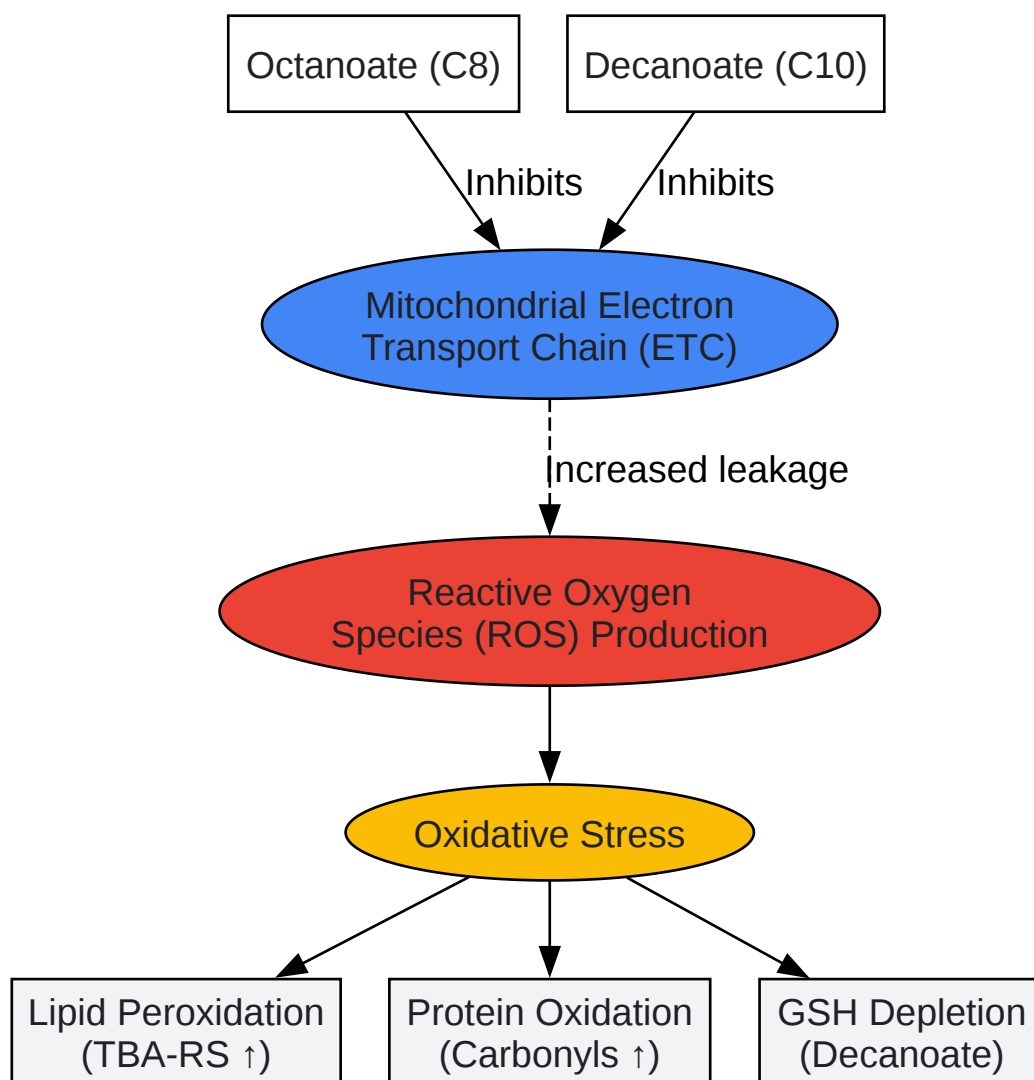 Octanoate (C8)
Decanoate (C10)
Inhibits
Inhibits
Mitochondrial Electron
Transport Chain (ETC)
Increased leakage
Reactive Oxygen
Species (ROS) Production
Oxidative Stress
Lipid Peroxidation
(TBA-RS ↑)
Protein Oxidation
(Carbonyls ↑)
GSH Depletion
(Decanoate)